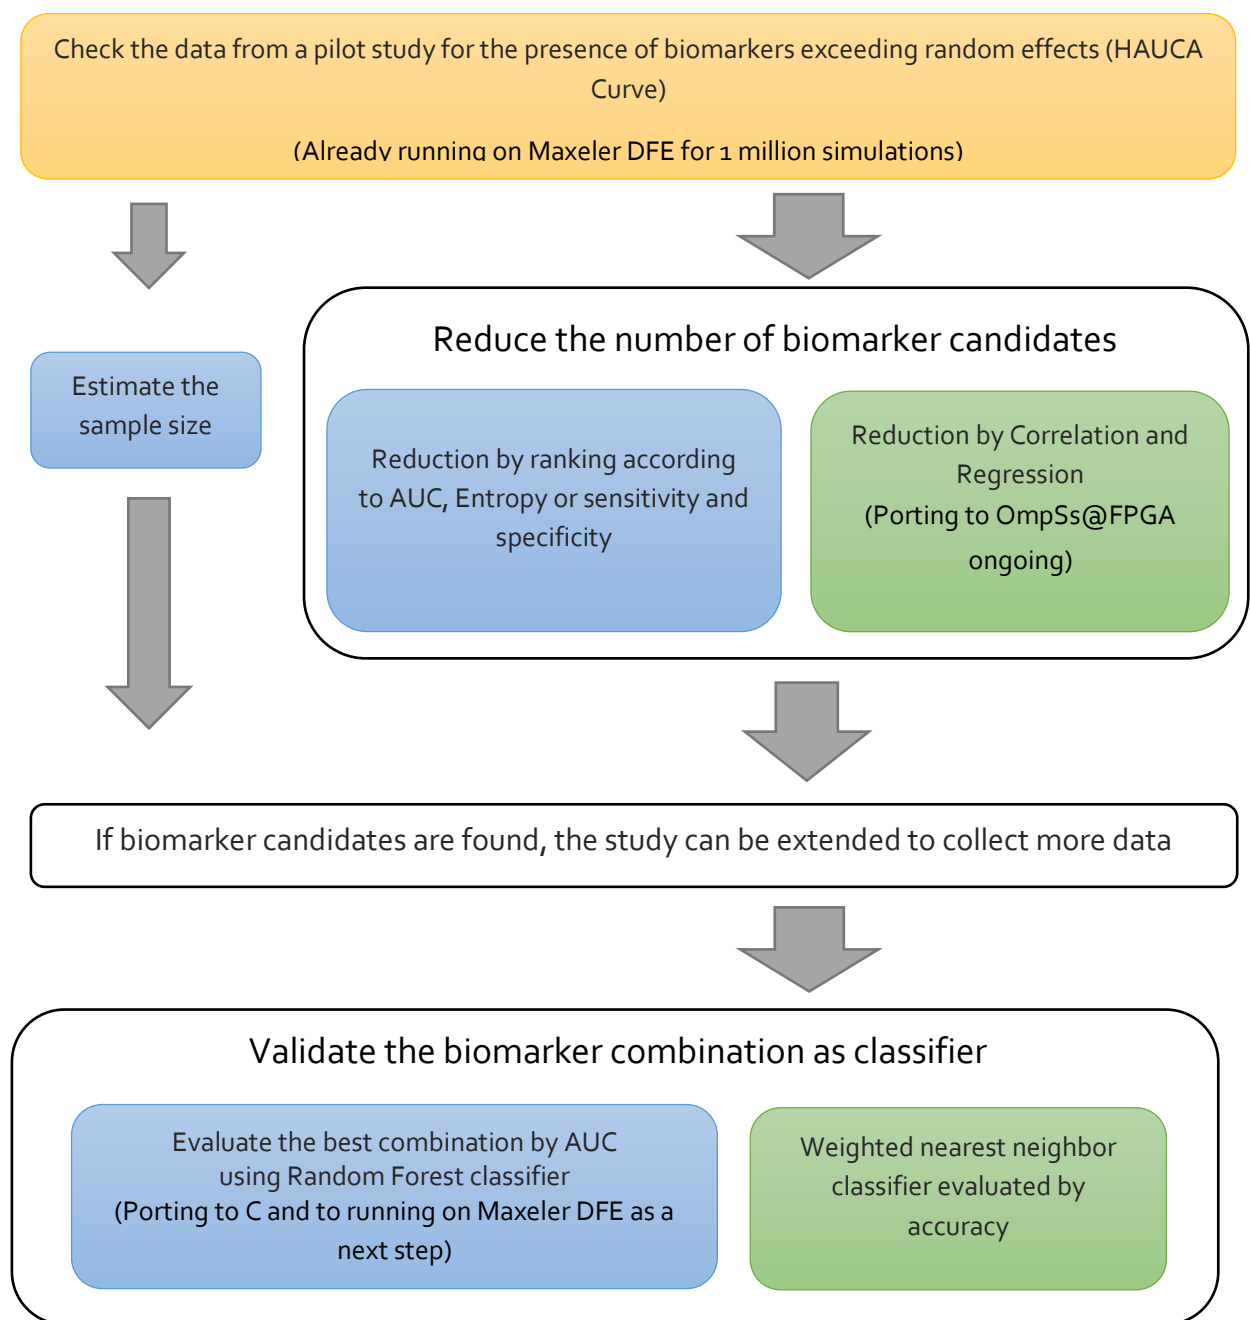 Check the data from a pilot study for the presence of biomarkers exceeding random effects (HAUCA
Curve)
(Already running on Maxeler DFE for 1 million simulations)
Reduce the number of biomarker candidates
Estimate the
sample size
Reduction by ranking according
to AUC, Entropy or sensitivity and
specificity
Reduction by Correlation and
Regression
(Porting to OmpSs@FPGA
ongoing)
If biomarker candidates are found, the study can be extended to collect more data
Validate the biomarker combination as classifier
Evaluate the best combination by AUC
using Random Forest classifier
(Porting to C and to running on Maxeler DFE as a
next step)
Weighted nearest neighbor
classifier evaluated by
accuracy